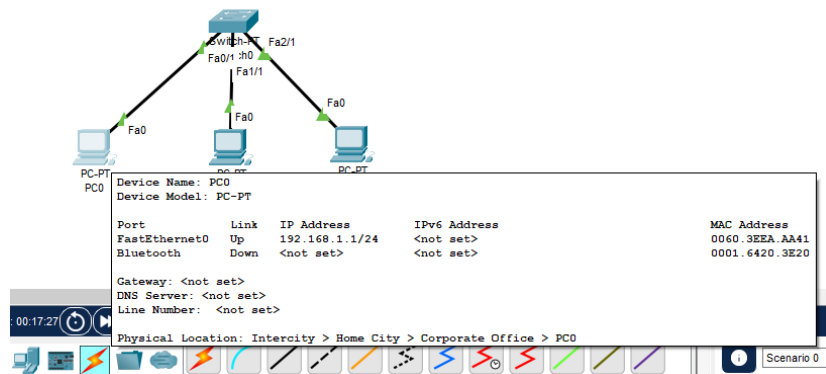 Switch-PT
Fa2/1
Fa0/1
ch0
Fa1/1
Fa0
Fa0
Fa0
PC-PT
PC0
PC-PT
PC-PT
Device Name: PC0
Device Model: PC-PT
Port Link IP Address IPv6 Address MAC Address
FastEthernet0 Up 192.168.1.1/24 <not set> 0060.3EEA.AA41
Bluetooth Down <not set> <not set> 0001.6420.3E20
Gateway: <not set>
DNS Server: <not set>
Line Number: <not set>
Physical Location: Intercity > Home City > Corporate Office > PC0
: 00:17:27
Scenario 0